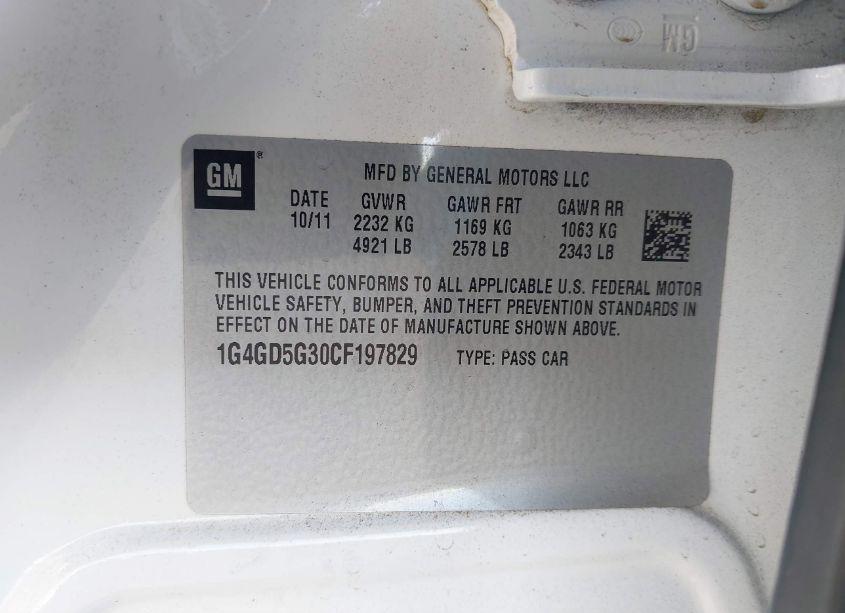 GM
GM®
MFD BY GENERAL MOTORS LLC
DATE GVWR GAWR FRT GAWR RR
10/11 2232 KG 1169 KG 1063 KG
4921 LB 2578 LB 2343 LB
THIS VEHICLE CONFORMS TO ALL APPLICABLE U.S. FEDERAL MOTOR
VEHICLE SAFETY, BUMPER, AND THEFT PREVENTION STANDARDS IN
EFFECT ON THE DATE OF MANUFACTURE SHOWN ABOVE.
1G4GD5G30CF197829 TYPE: PASS CAR